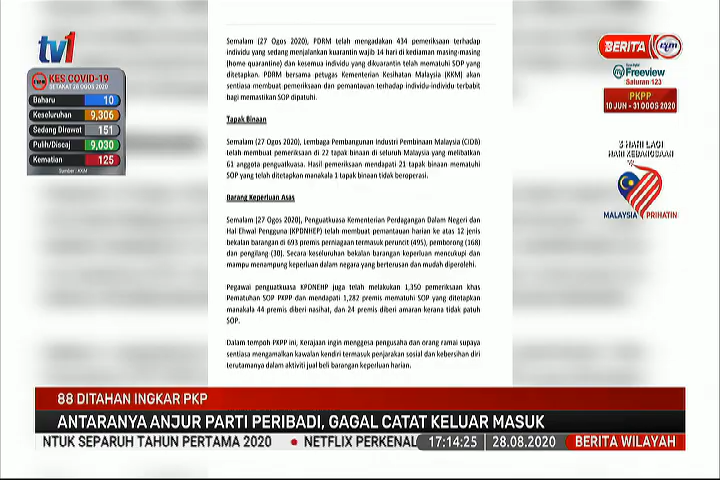 tv1
KES COVID-19
SETAKAT 28 OGOS 2020
Baharu 10
Keseluruhan 9,306
Sedang Dirawat 151
Pulih/Discaj 9,030
Kematian 125
Sumber : KKM
Semalam (27 Ogos 2020), PDRM telah mengadakan 434 pemeriksaan terhadap
individu yang sedang menjalankan kuarantin wajib 14 hari di kediaman masing-masing
(home quarantine) dan kesemua individu yang dikuarantin telah mematuhi SOP yang
ditetapkan. PDRM bersama petugas Kementerian Kesihatan Malaysia (KKM) akan
sentiasa membuat pemeriksaan dan pemantauan terhadap individu-individu terbabit
bagi memastikan SOP dipatuhi.
Tapak Binaan
Semalam (27 Ogos 2020), Lembaga Pembangunan Industri Pembinaan Malaysia (CIDB)
telah membuat pemeriksaan di 22 tapak binaan di seluruh Malaysia yang melibatkan
61 anggota penguatkuasa. Hasil pemeriksaan mendapati 21 tapak binaan mematuhi
SOP yang telah ditetapkan manakala 1 tapak binaan tidak beroperasi.
Barang Keperluan Asas
Semalam (27 Ogos 2020), Penguatkuasa Kementerian Perdagangan Dalam Negeri dan
Hal Ehwal Pengguna (KPDNHEP) telah membuat pemantauan harian ke atas 12 jenis
bekalan barangan di 693 premis perniagaan termasuk peruncit (495), pemborong (168)
dan pengilang (30). Secara keseluruhan bekalan barangan keperluan mencukupi dan
mampu menampung keperluan dalam negara yang berterusan dan mudah diperolehi.
Pegawai penguatkuasa KPDNEHP juga telah melakukan 1,350 pemeriksaan khas
Pematuhan SOP PKPP dan mendapati 1,282 premis mematuhi SOP yang ditetapkan
manakala 44 premis diberi nasihat, dan 24 premis diberi amaran kerana tidak patuh
SOP.
Dalam tempoh PKPP ini, Kerajaan ingin menggesa pengusaha dan orang ramai supaya
sentiasa mengamalkan kawalan kendiri termasuk penjarakan sosial dan kebersihan diri
terutamanya dalam aktiviti jual beli barangan keperluan harian.
BERITA rtm
Freeview
Saluran 123
PKPP
10 JUN - 31 OGOS 2020
3 HARI LAGI
HARI KEBANGSAAN
MALAYSIA PRIHATIN
88 DITAHAN INGKAR PKP
ANTARANYA ANJUR PARTI PERIBADI, GAGAL CATAT KELUAR MASUK
NTUK SEPARUH TAHUN PERTAMA 2020 • NETFLIX PERKENAL 17:14:25 28.08.2020 BERITA WILAYAH